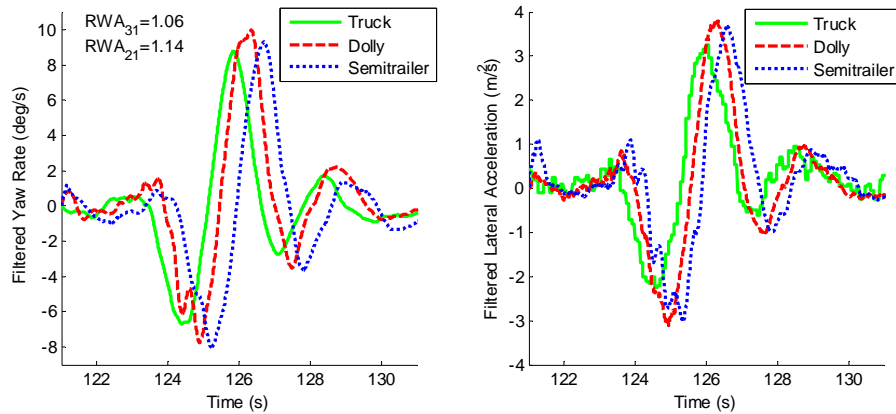 RWA31=1.06
RWA21=1.14
Truck
Dolly
Semitrailer
Filtered Yaw Rate (deg/s)
10
8
6
4
2
0
-2
-4
-6
-8
122
124
126
128
130
Time (s)
Truck
Dolly
Semitrailer
Filtered Lateral Acceleration (m/s²)
4
3
2
1
0
-1
-2
-3
-4
122
124
126
128
130
Time (s)